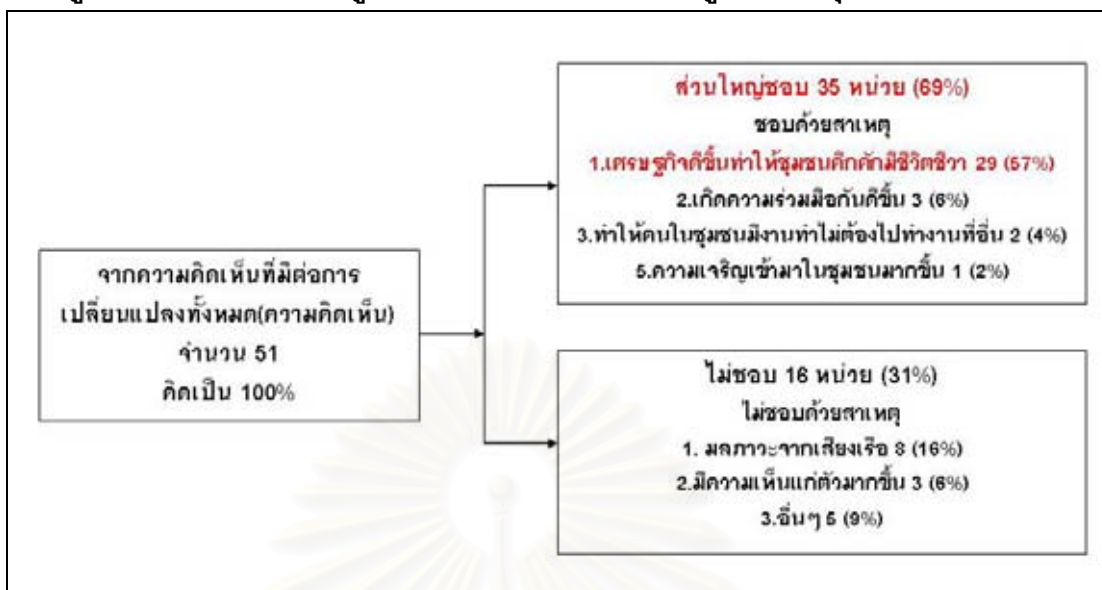 จากความคิดเห็นที่มีต่อการ
เปลี่ยนแปลงทั้งหมด(ความคิดเห็น)
จำนวน 51
คิดเป็น 100%
ส่วนใหญ่ชอบ 35 หน่วย (69%)
ชอบด้วยสาเหตุ
1.เศรษฐกิจดีขึ้นทำให้ชุมชนคึกคักมีชีวิตชีวา 29 (57%)
2.เกิดความร่วมมือกันดีขึ้น 3 (6%)
3.ทำให้คนในชุมชนมีงานทำไม่ต้องไปทำงานที่อื่น 2 (4%)
5.ความเจริญเข้ามาในชุมชนมากขึ้น 1 (2%)
ไม่ชอบ 16 หน่วย (31%)
ไม่ชอบด้วยสาเหตุ
1. มลภาวะจากเสียงเรือ 8 (16%)
2.มีความเห็นแก่ตัวมากขึ้น 3 (6%)
3.อื่นๆ 5 (9%)